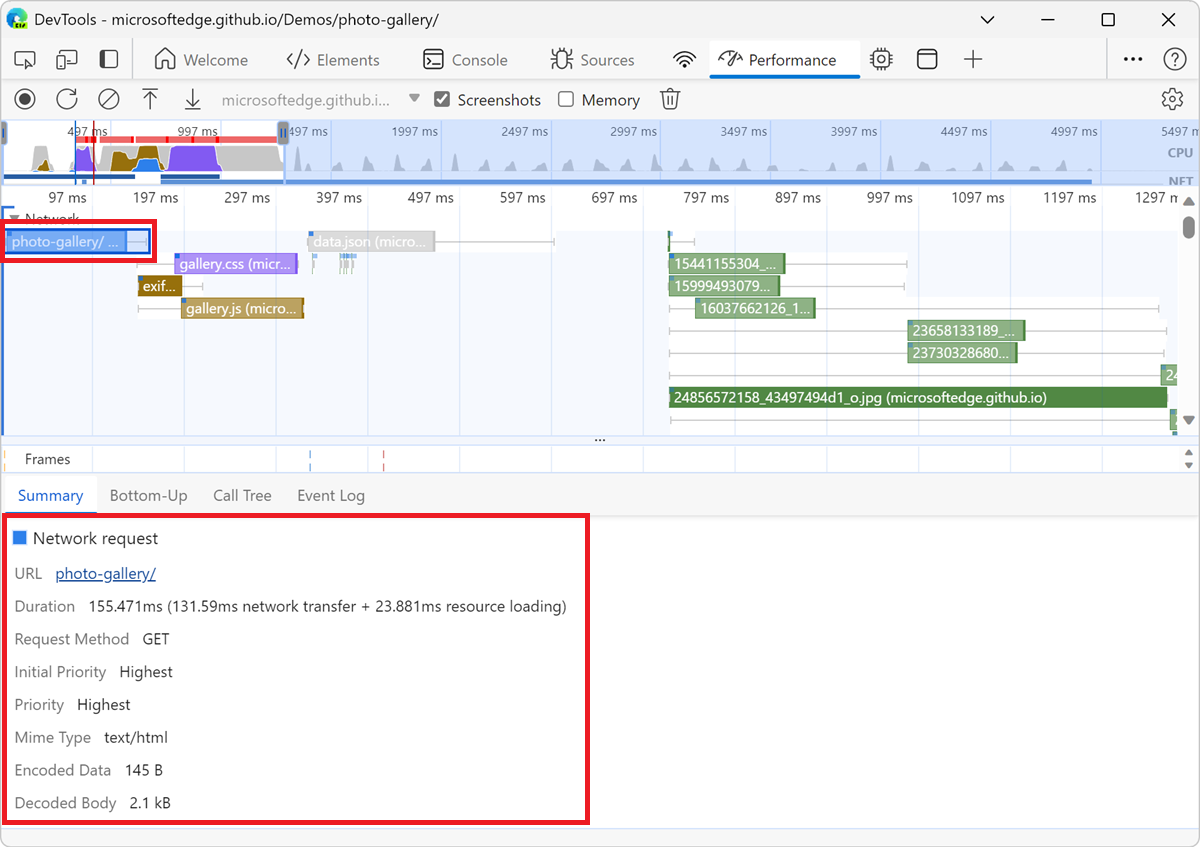 DevTools - microsoftedge.github.io/Demos/photo-gallery/
Welcome Elements Console Sources Performance
microsoftedge.github.i... Screenshots Memory
497 ms 997 ms 497 ms 1997 ms 2497 ms 2997 ms 3497 ms 3997 ms 4497 ms 4997 ms 5497 m
CPU
NET
97 ms 197 ms 297 ms 397 ms 497 ms 597 ms 697 ms 797 ms 897 ms 997 ms 1097 ms 1197 ms 1297 m
Network
photo-gallery/ ... data.json (micro...
gallery.css (micr... 15441155304_...
exif... 15999493079...
gallery.js (micro... 16037662126_1...
23658133189_...
23730328680...
24
24856572158_43497494d1_o.jpg (microsoftedge.github.io)
...
Frames
Summary Bottom-Up Call Tree Event Log
Network request
URL photo-gallery/
Duration 155.471ms (131.59ms network transfer + 23.881ms resource loading)
Request Method GET
Initial Priority Highest
Priority Highest
Mime Type text/html
Encoded Data 145 B
Decoded Body 2.1 kB